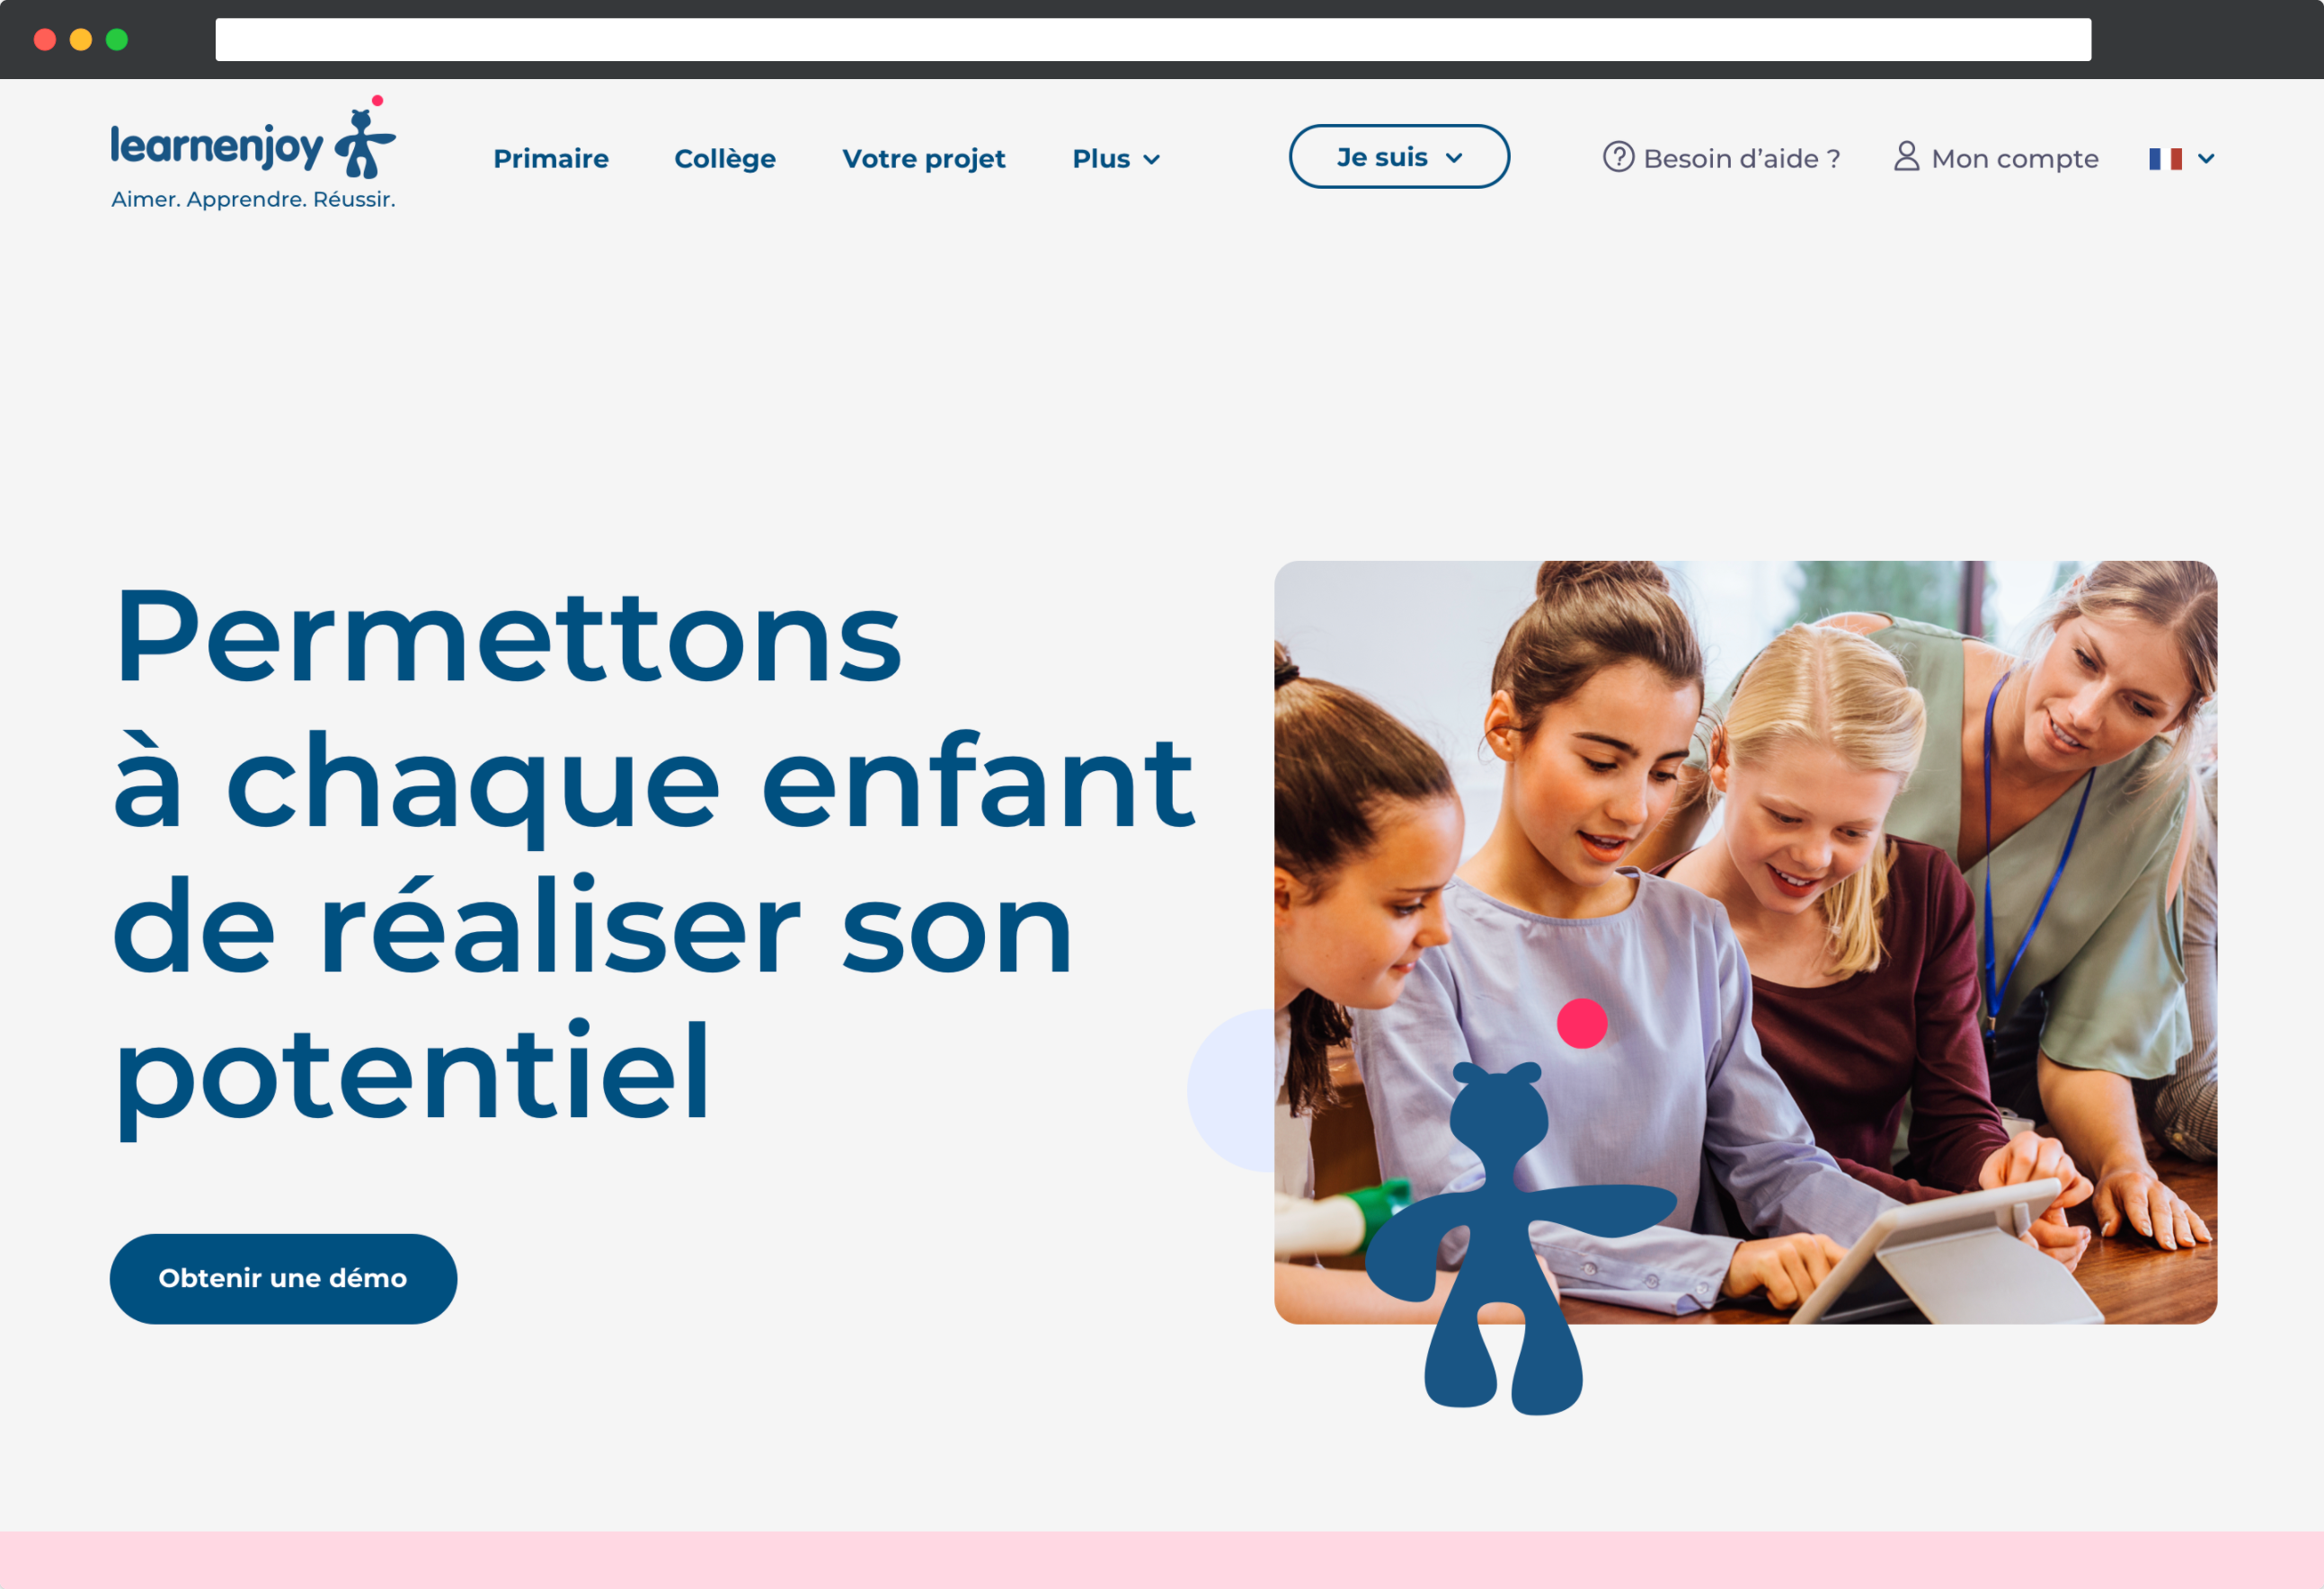 learnenjoy
Aimer. Apprendre. Réussir.
Primaire
Collège
Votre projet
Plus
Je suis
Besoin d’aide ?
Mon compte
Permettons
à chaque enfant
de réaliser son
potentiel
Obtenir une démo